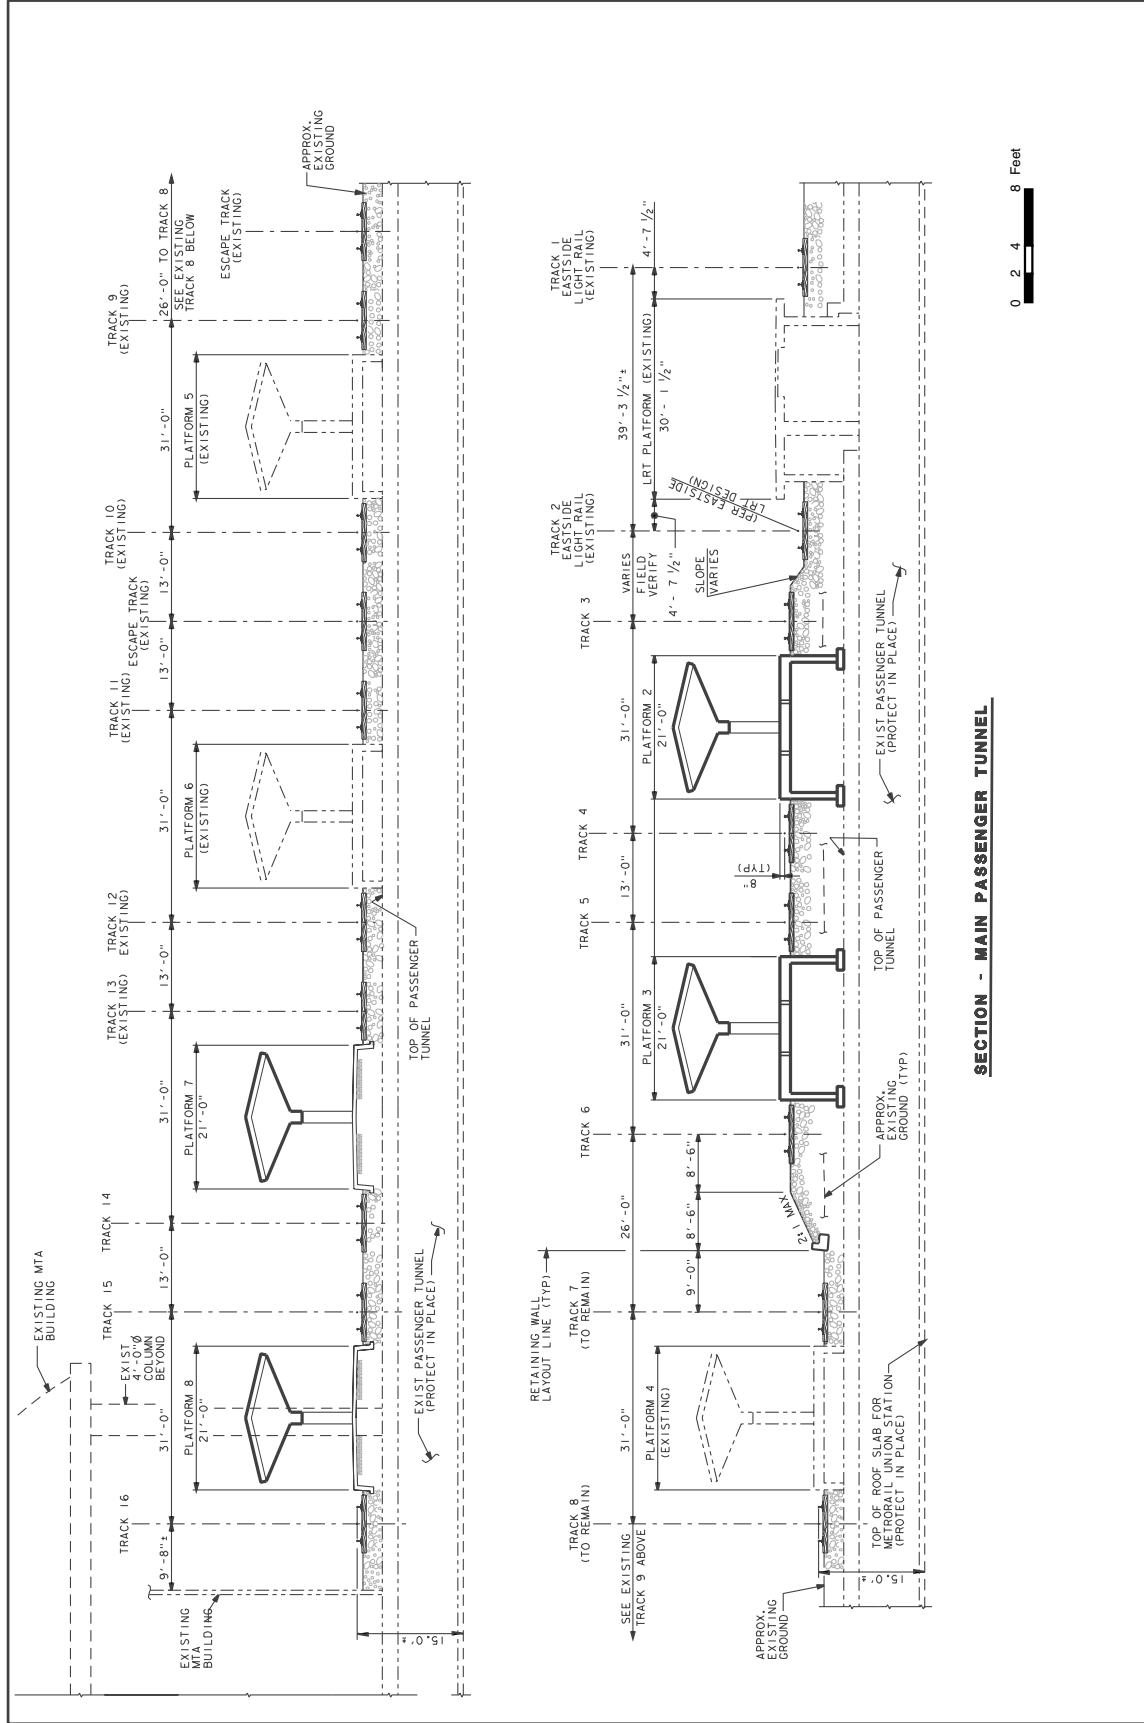 EXISTING MTA
BUILDING
EXIST
4'-0"Ø
COLUMN
BEYOND
TRACK 16
TRACK 15
TRACK 14
TRACK 13
(EXISTING)
TRACK 12
(EXISTING)
TRACK 11
(EXISTING)
ESCAPE TRACK
(EXISTING)
TRACK 10
(EXISTING)
TRACK 9
(EXISTING)
9'-8"±
31'-0"
13'-0"
31'-0"
13'-0"
31'-0"
13'-0"
13'-0"
31'-0"
26'-0" TO TRACK 8
SEE EXISTING
TRACK 8 BELOW
ESCAPE TRACK
(EXISTING)
APPROX.
EXISTING
GROUND
PLATFORM 8
21'-0"
PLATFORM 7
21'-0"
PLATFORM 6
(EXISTING)
PLATFORM 5
(EXISTING)
EXISTING
MTA
BUILDING
15.0'±
EXIST PASSENGER TUNNEL
(PROTECT IN PLACE)
TOP OF PASSENGER
TUNNEL
RETAINING WALL
LAYOUT LINE (TYP)
TRACK 8
(TO REMAIN)
TRACK 7
(TO REMAIN)
TRACK 6
TRACK 5
TRACK 4
TRACK 3
TRACK 2
EASTSIDE
LIGHT RAIL
(EXISTING)
TRACK 1
EASTSIDE
LIGHT RAIL
(EXISTING)
SEE EXISTING
TRACK 9 ABOVE
31'-0"
26'-0"
31'-0"
13'-0"
31'-0"
VARIES
FIELD
VERIFY
39'-3 1/2"±
PLATFORM 4
(EXISTING)
9'-0"
8'-6"
8'-6"
PLATFORM 3
21'-0"
PLATFORM 2
21'-0"
4'- 7 1/2"
LRT PLATFORM (EXISTING)
30'- 1 1/2"
4'-7 1/2"
SLOPE
VARIES
(PER EASTSIDE
LRT DESIGN)
8"
(TYP)
2:1 MAX
APPROX.
EXISTING
GROUND
15.0'±
TOP OF ROOF SLAB FOR
METRORAIL UNION STATION
(PROTECT IN PLACE)
APPROX.
EXISTING
GROUND (TYP)
TOP OF PASSENGER
TUNNEL
EXIST PASSENGER TUNNEL
(PROTECT IN PLACE)
SECTION - MAIN PASSENGER TUNNEL
0 2 4 8 Feet